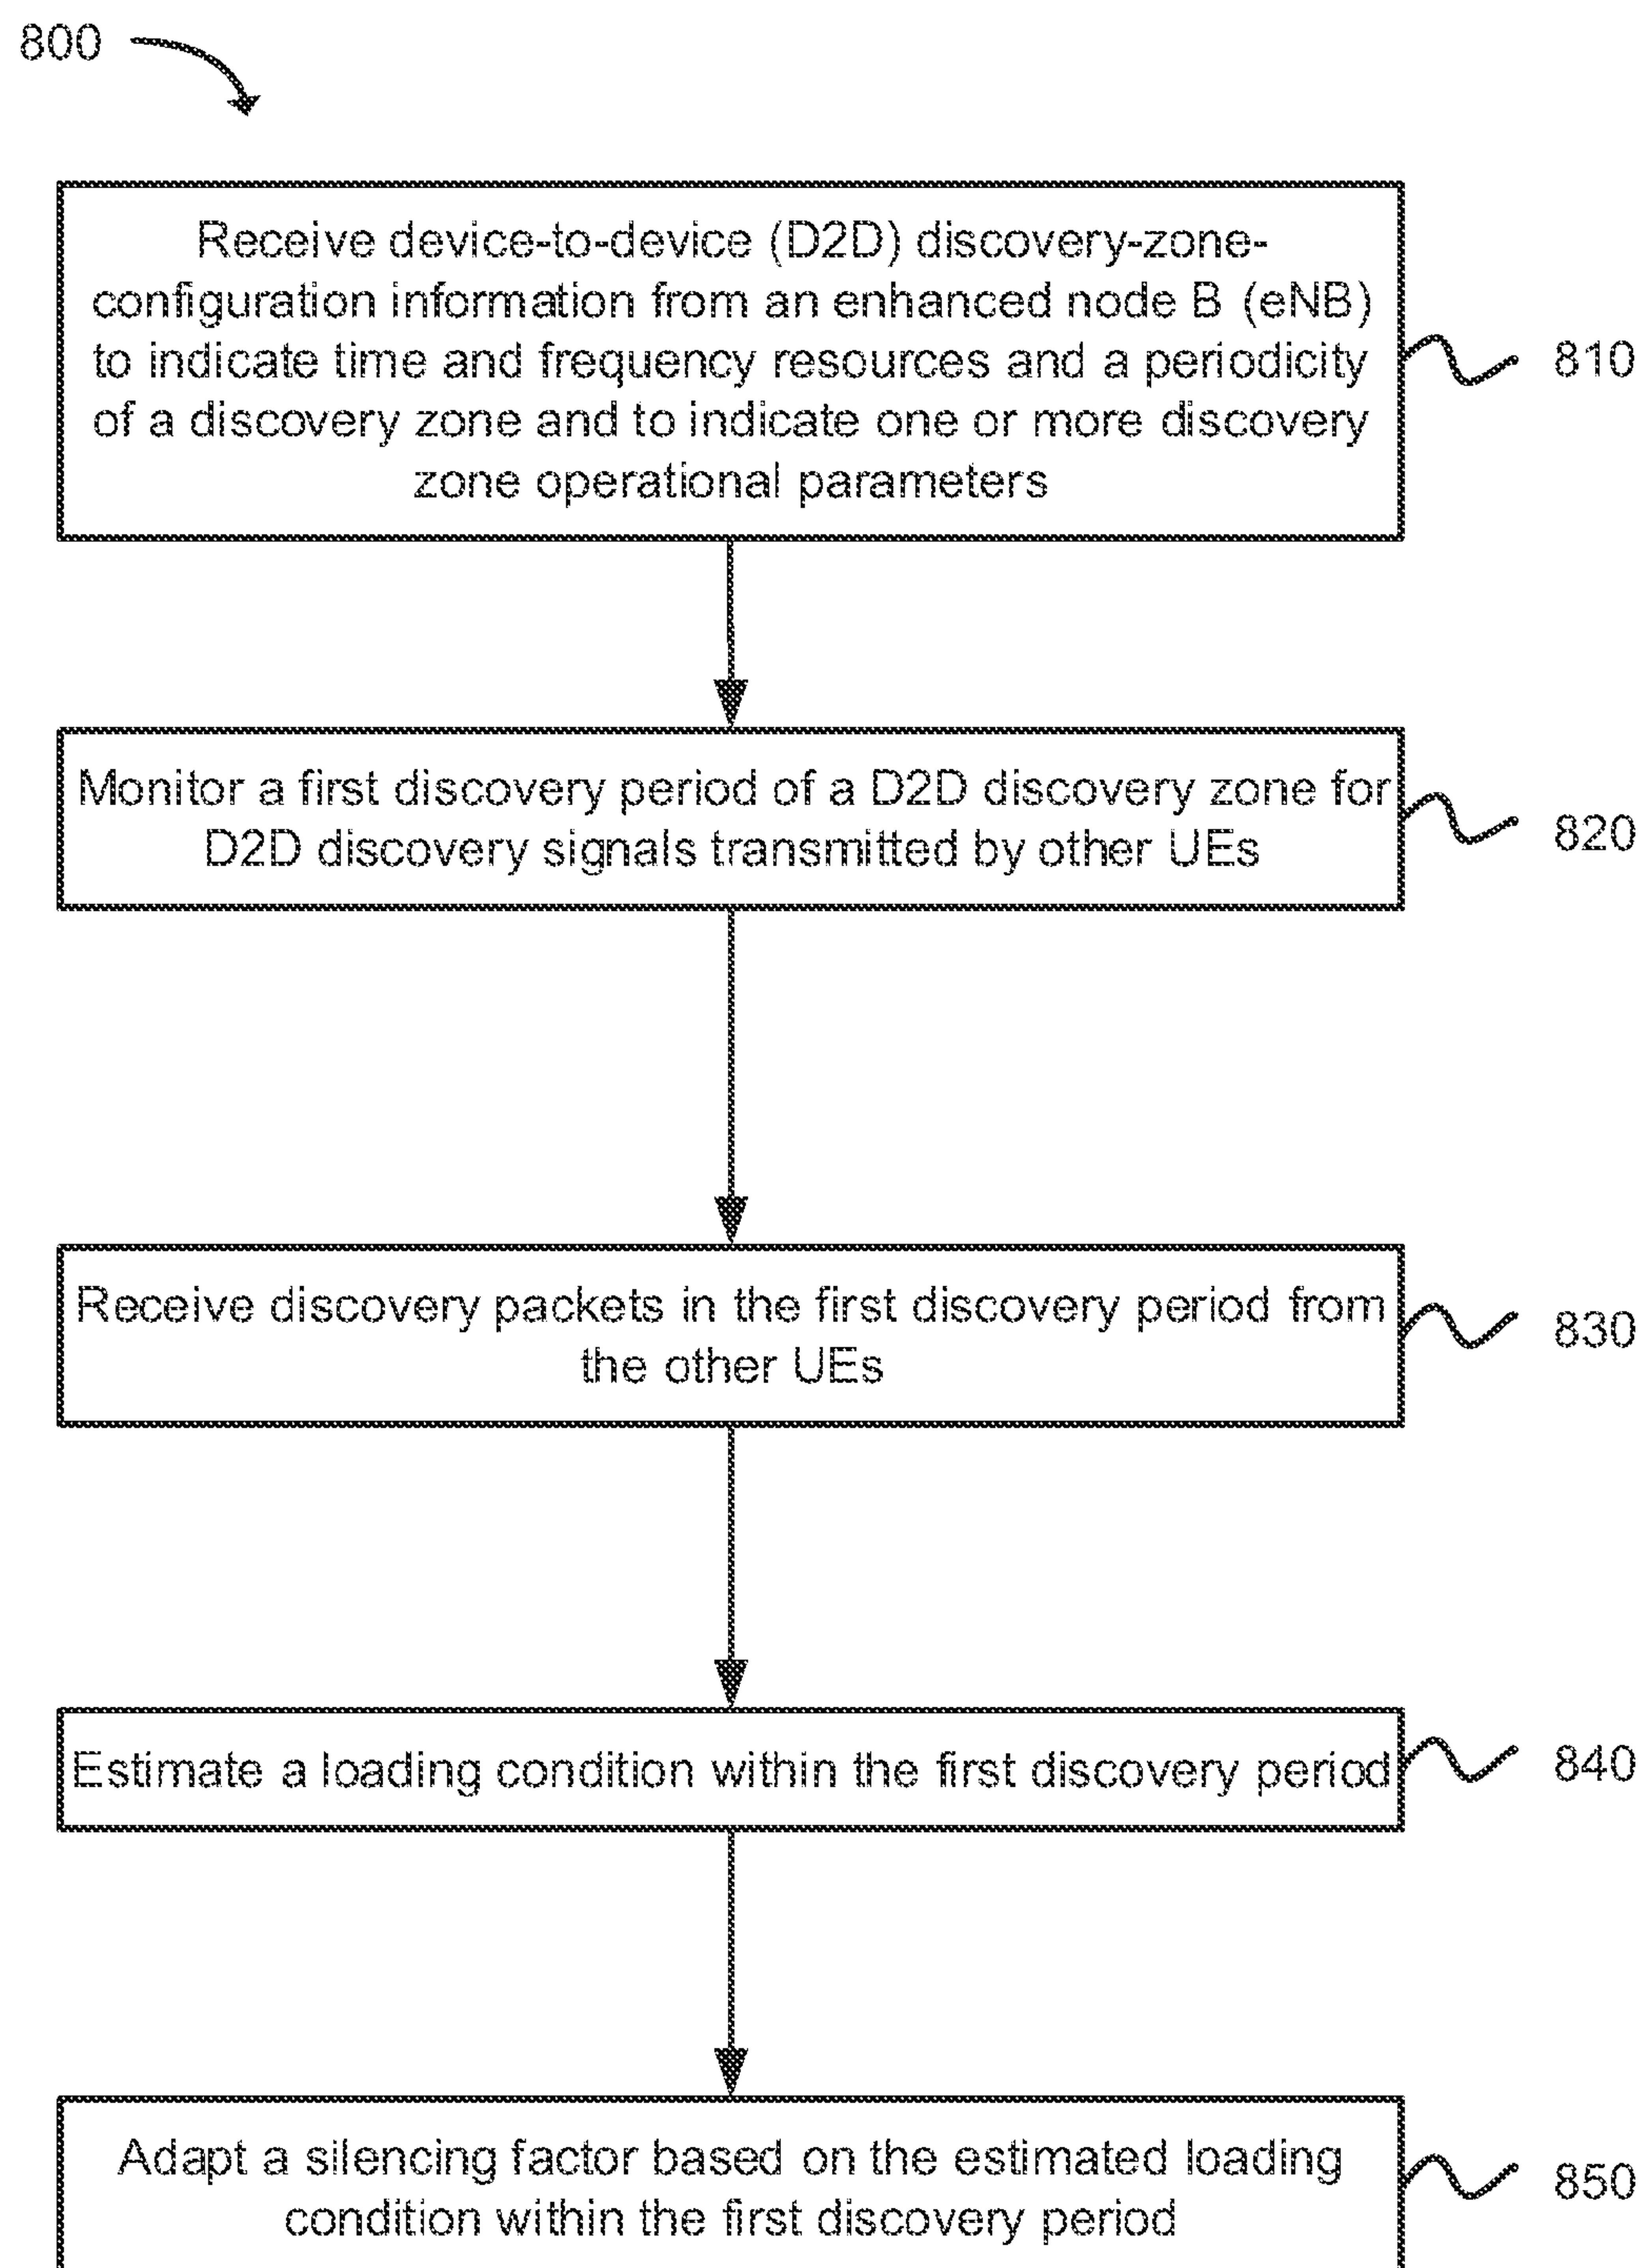 800
Receive device-to-device (D2D) discovery-zone-
configuration information from an enhanced node B (eNB)
to indicate time and frequency resources and a periodicity
of a discovery zone and to indicate one or more discovery
zone operational parameters
810
Monitor a first discovery period of a D2D discovery zone for
D2D discovery signals transmitted by other UEs
820
Receive discovery packets in the first discovery period from
the other UEs
830
Estimate a loading condition within the first discovery period
840
Adapt a silencing factor based on the estimated loading
condition within the first discovery period
850